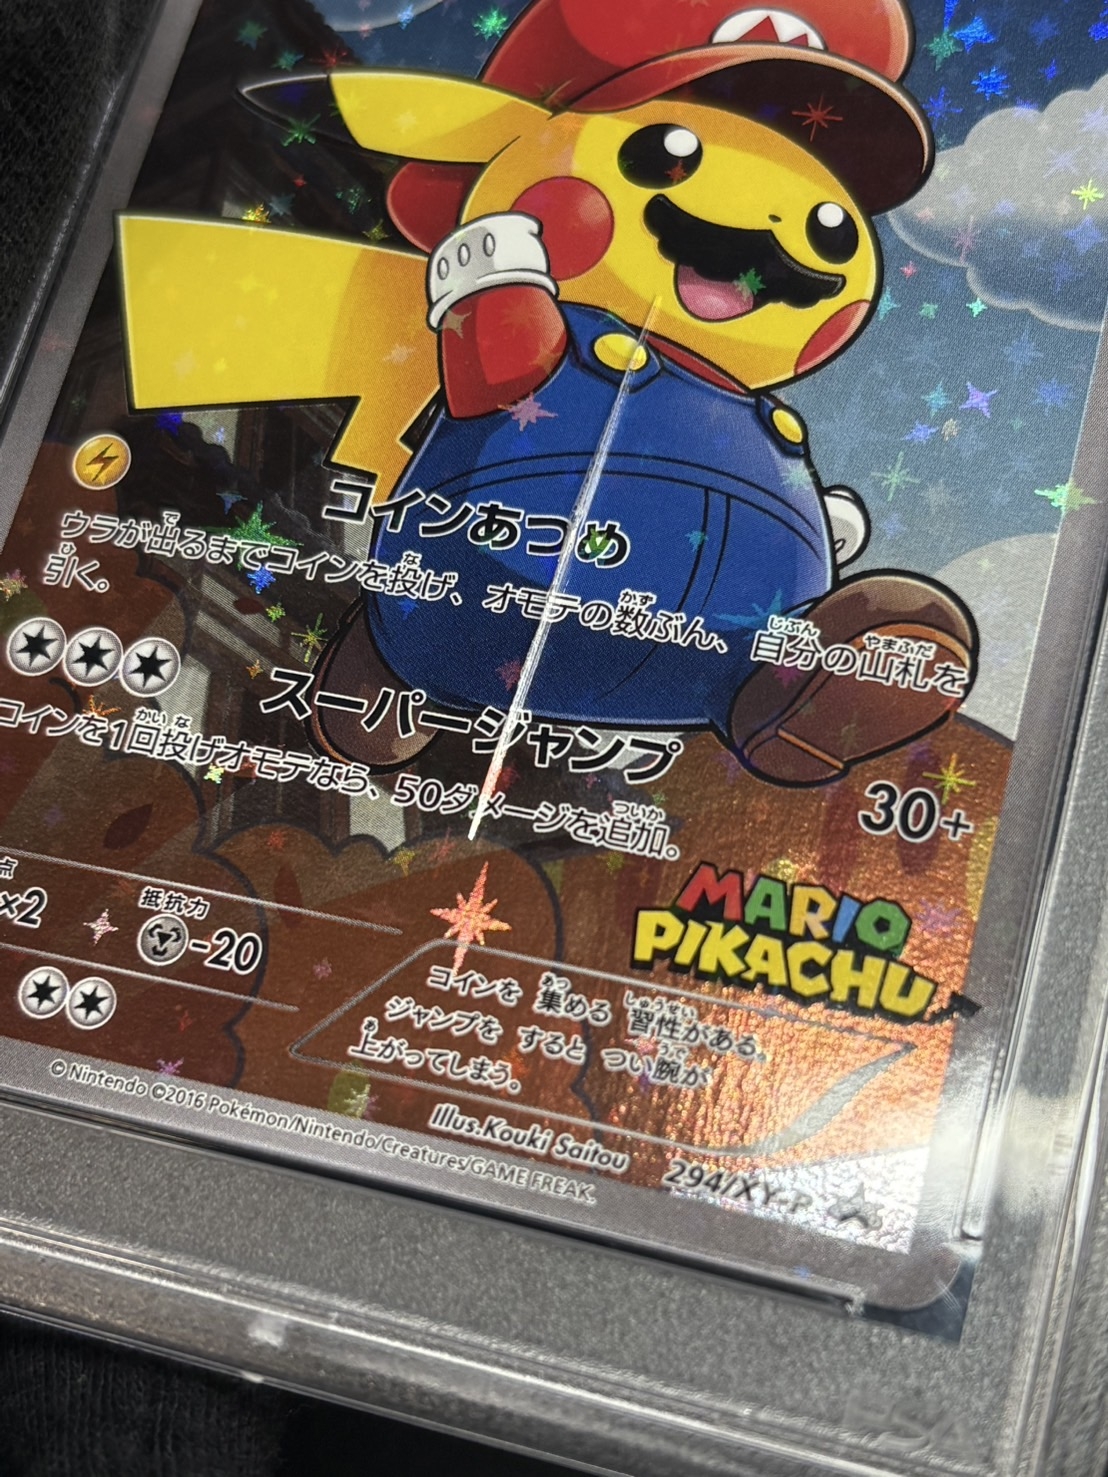 コインあつめ
ウラが出るまでコインを投げ、オモテの数ぶん、自分の山札を
引く。
スーパージャンプ 30+
コインを1回投げオモテなら、50ダメージを追加。
点 抵抗力
×2 -20
MARIO
PIKACHU
コインを 集める 習性がある。
ジャンプを すると つい腕が
上がってしまう。
Illus.Kouki Saitou
294/XY-P
© Nintendo ©2016 Pokémon/Nintendo/Creatures/GAME FREAK.